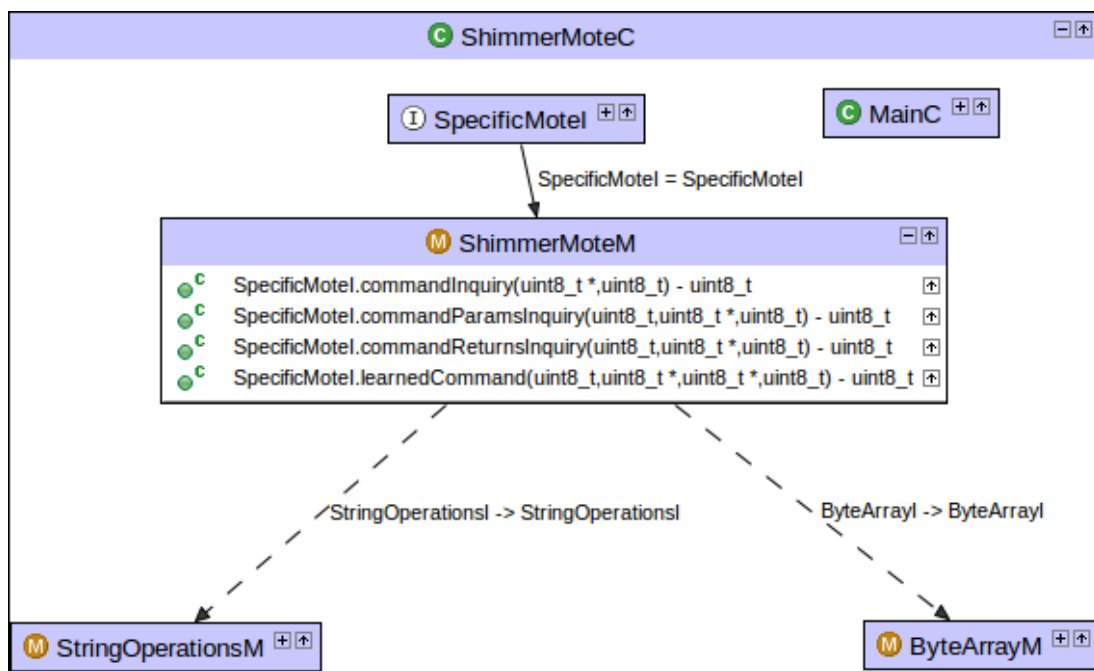 C ShimmerMoteC
I SpecificMoteI
C MainC
SpecificMoteI = SpecificMoteI
M ShimmerMoteM
C SpecificMoteI.commandInquiry(uint8_t *,uint8_t) - uint8_t
C SpecificMoteI.commandParamsInquiry(uint8_t,uint8_t *,uint8_t) - uint8_t
C SpecificMoteI.commandReturnsInquiry(uint8_t,uint8_t *,uint8_t) - uint8_t
C SpecificMoteI.learnedCommand(uint8_t,uint8_t *,uint8_t *,uint8_t) - uint8_t
StringOperationsI -> StringOperationsI
ByteArrayI -> ByteArrayI
M StringOperationsM
M ByteArrayM